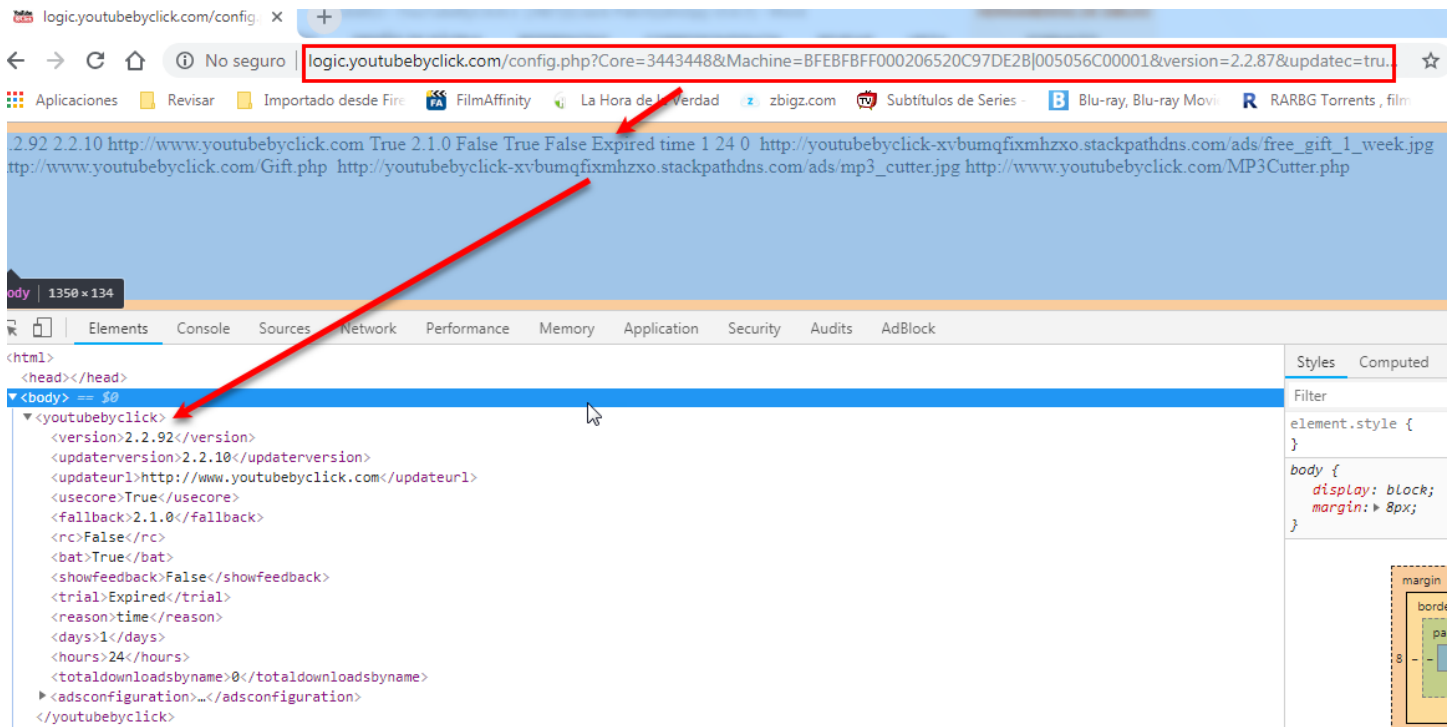 logic.youtubebyclick.com/config.
No seguro logic.youtubebyclick.com/config.php?Core=3443448&Machine=BFEBFBFF000206520C97DE2B|005056C00001&version=2.2.87&updatec=tru...
Aplicaciones Revisar Importado desde Fire FilmAffinity La Hora de la Verdad zbigz.com Subtítulos de Series - Blu-ray, Blu-ray Movi RARBG Torrents , film
.2.92 2.2.10 http://www.youtubebyclick.com True 2.1.0 False True False Expired time 1 24 0 http://youtubebyclick-xvbumqfixmhzxo.stackpathdns.com/ads/free_gift_1_week.jpg
ttp://www.youtubebyclick.com/Gift.php http://youtubebyclick-xvbumqfixmhzxo.stackpathdns.com/ads/mp3_cutter.jpg http://www.youtubebyclick.com/MP3Cutter.php
ody 1350 × 134
Elements Console Sources Network Performance Memory Application Security Audits AdBlock
<html>
<head></head>
▼<body> == $0
▼<youtubebyclick>
<version>2.2.92</version>
<updaterversion>2.2.10</updaterversion>
<updateurl>http://www.youtubebyclick.com</updateurl>
<usecore>True</usecore>
<fallback>2.1.0</fallback>
<rc>False</rc>
<bat>True</bat>
<showfeedback>False</showfeedback>
<trial>Expired</trial>
<reason>time</reason>
<days>1</days>
<hours>24</hours>
<totaldownloadsbyname>0</totaldownloadsbyname>
▶<adsconfiguration>…</adsconfiguration>
</youtubebyclick>
Styles Computed
Filter
element.style {
}
body {
display: block;
margin:▶ 8px;
}
margin
borde
pa
8 - -